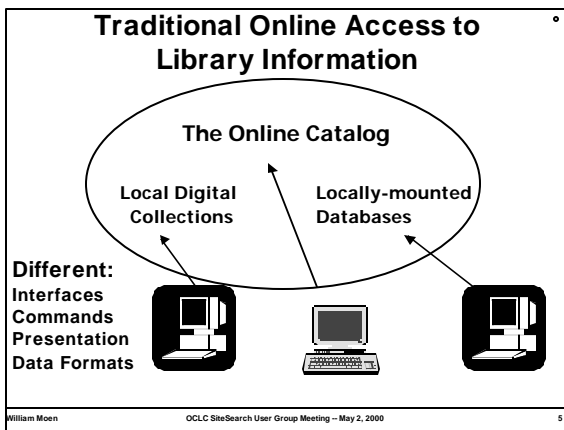 Traditional Online Access to
Library Information
The Online Catalog
Local Digital
Collections
Locally-mounted
Databases
Different:
Interfaces
Commands
Presentation
Data Formats
William Moen
OCLC SiteSearch User Group Meeting -- May 2, 2000
5